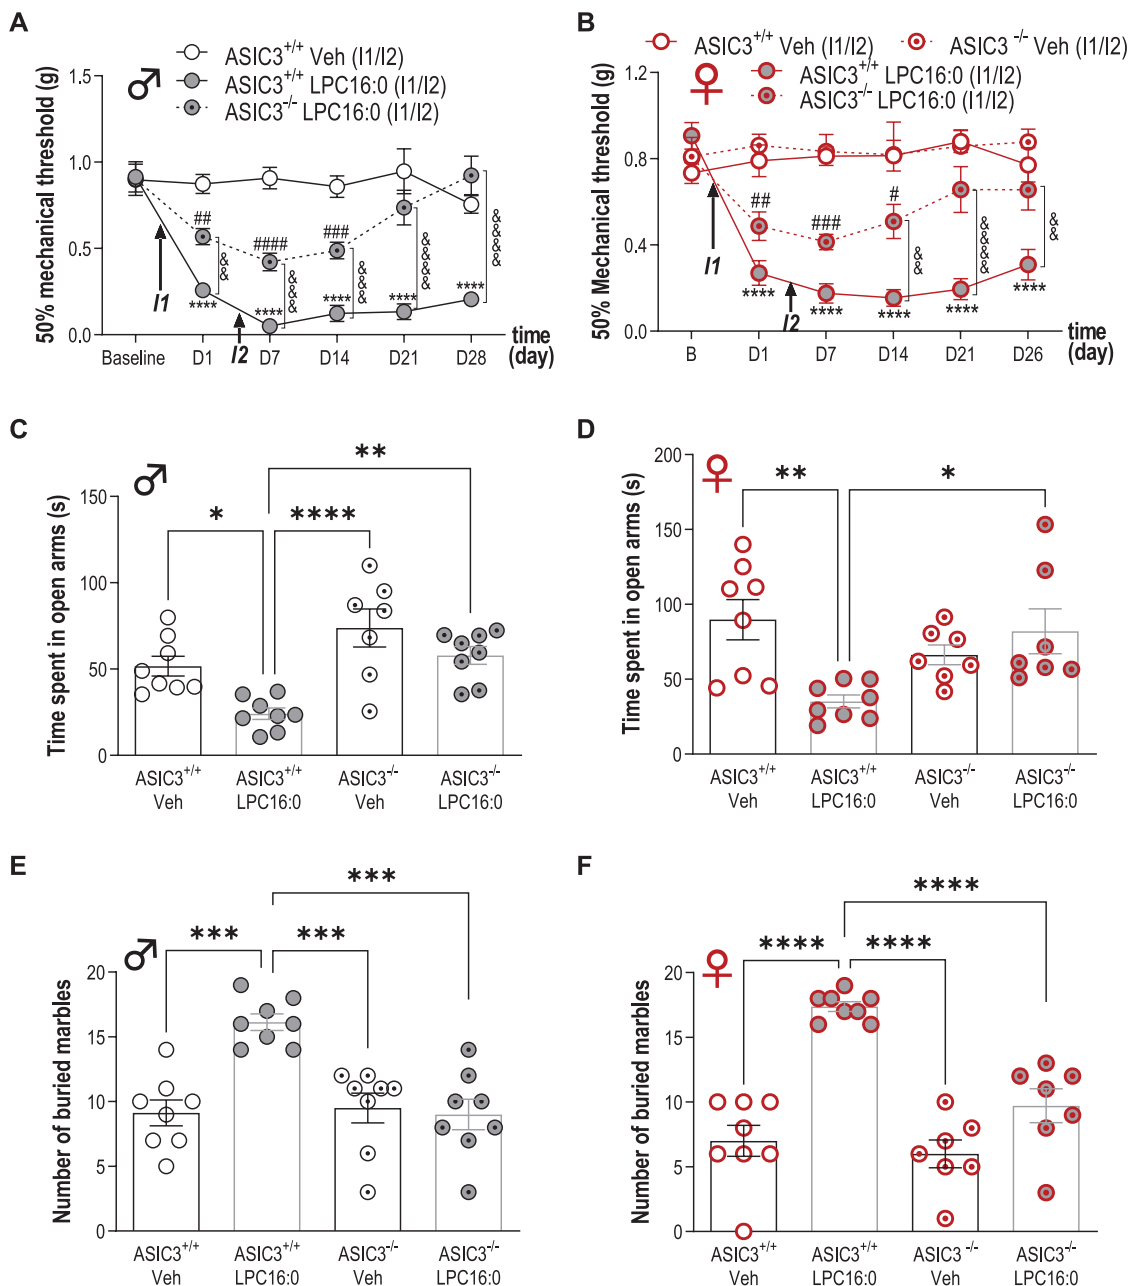 A
ASIC3+/+ Veh (I1/I2)
ASIC3+/+ LPC16:0 (I1/I2)
ASIC3-/- LPC16:0 (I1/I2)
♂
50% mechanical threshold (g)
1.5
1.0
0.5
0.0
##
####
###
&&
&&&
&&&
&&&&
&&&&
****
****
****
****
****
I1
I2
Baseline D1 D7 D14 D21 D28
time
(day)
B
ASIC3+/+ Veh (I1/I2) ASIC3-/- Veh (I1/I2)
ASIC3+/+ LPC16:0 (I1/I2)
ASIC3-/- LPC16:0 (I1/I2)
♀
50% Mechanical threshold (g)
1.2
0.8
0.4
0.0
##
###
#
&&
&&&&
&&
****
****
****
****
****
I1
I2
B D1 D7 D14 D21 D26
time
(day)
C
♂
Time spent in open arms (s)
150
100
50
0
**
* ****
ASIC3+/+ ASIC3+/+ ASIC3-/- ASIC3-/-
Veh LPC16:0 Veh LPC16:0
D
♀
Time spent in open arms (s)
200
150
100
50
0
** *
ASIC3+/+ ASIC3+/+ ASIC3-/- ASIC3-/-
Veh LPC16:0 Veh LPC16:0
E
♂
Number of buried marbles
20
15
10
5
0
***
*** ***
ASIC3+/+ ASIC3+/+ ASIC3-/- ASIC3-/-
Veh LPC16:0 Veh LPC16:0
F
♀
Number of buried marbles
20
15
10
5
0
****
**** ****
ASIC3+/+ ASIC3+/+ ASIC3-/- ASIC3-/-
Veh LPC16:0 Veh LPC16:0